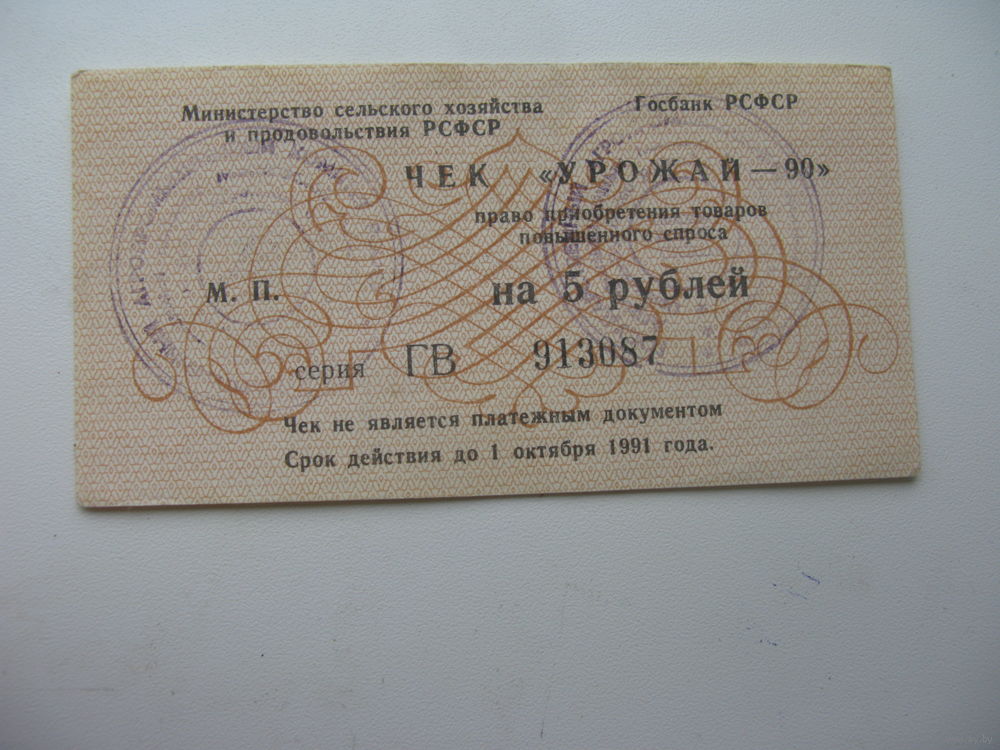 Министерство сельского хозяйства
и продовольствия РСФСР
Госбанк РСФСР
ЧЕК «УРОЖАЙ — 90»
право приобретения товаров
повышенного спроса
М. П.
на 5 рублей
серия ГВ 913087
Чек не является платежным документом
Срок действия до 1 октября 1991 года.